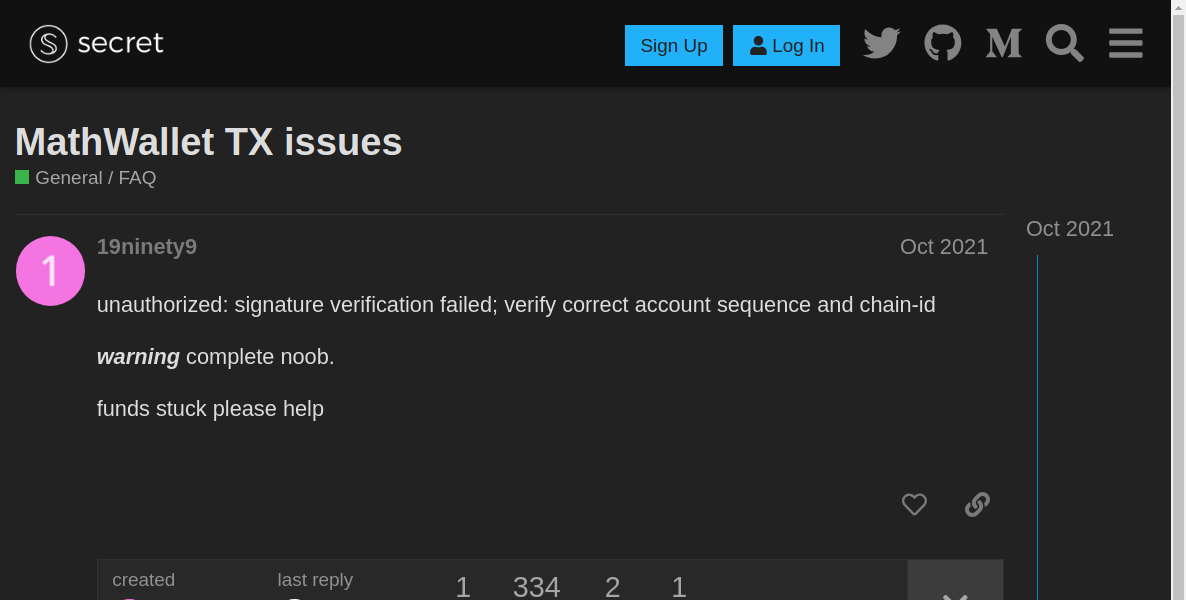 secret
Sign Up
Log In
MathWallet TX issues
General / FAQ
Oct 2021
1
19ninety9
Oct 2021
unauthorized: signature verification failed; verify correct account sequence and chain-id
warning complete noob.
funds stuck please help
created
last reply
1
334
2
1